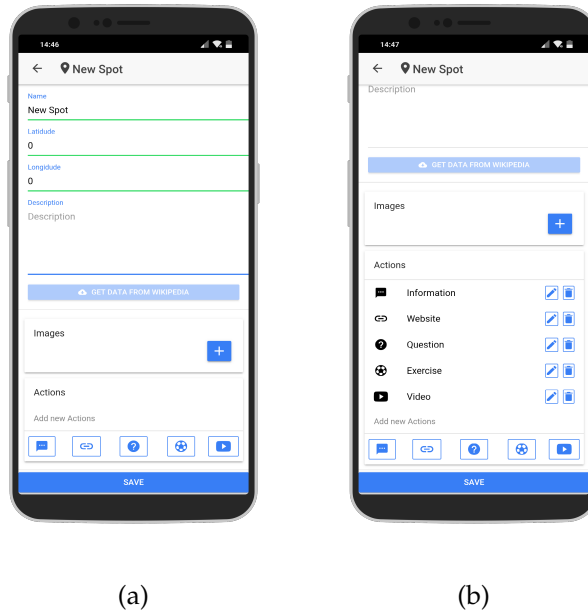 14:46
New Spot
Name
New Spot
Latidude
0
Longidude
0
Description
Description
GET DATA FROM WIKIPEDIA
Images
+
Actions
Add new Actions
SAVE
(a)
14:47
New Spot
Description
GET DATA FROM WIKIPEDIA
Images
+
Actions
Information
Website
Question
Exercise
Video
Add new Actions
SAVE
(b)